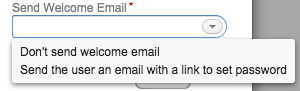 Send Welcome Email *
Don't send welcome email
Send the user an email with a link to set password